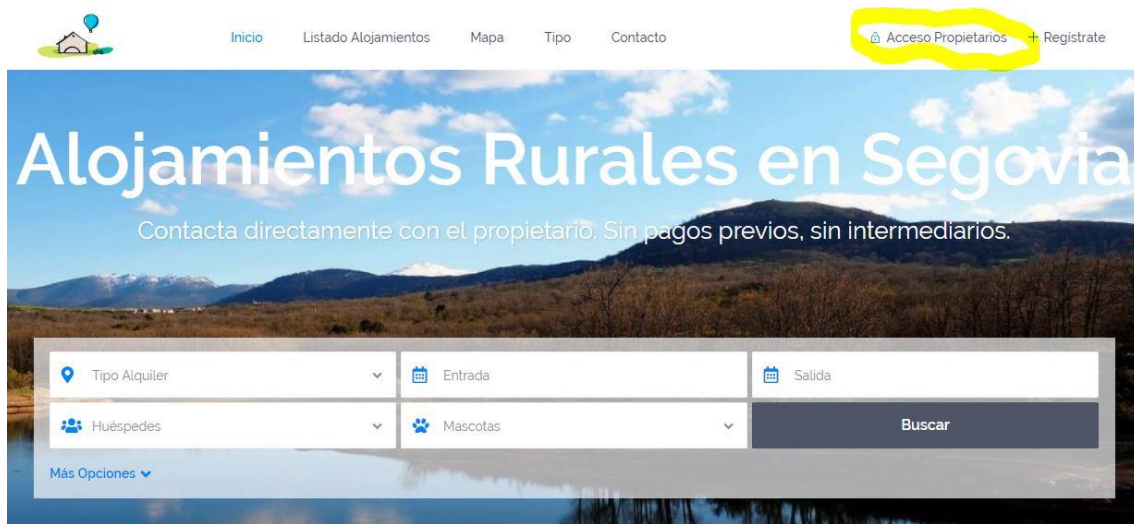 Inicio Listado Alojamientos Mapa Tipo Contacto Acceso Propietarios + Regístrate
Alojamientos Rurales en Segovia
Contacta directamente con el propietario. Sin pagos previos, sin intermediarios.
Tipo Alquiler Entrada Salida
Huéspedes Mascotas Buscar
Más Opciones